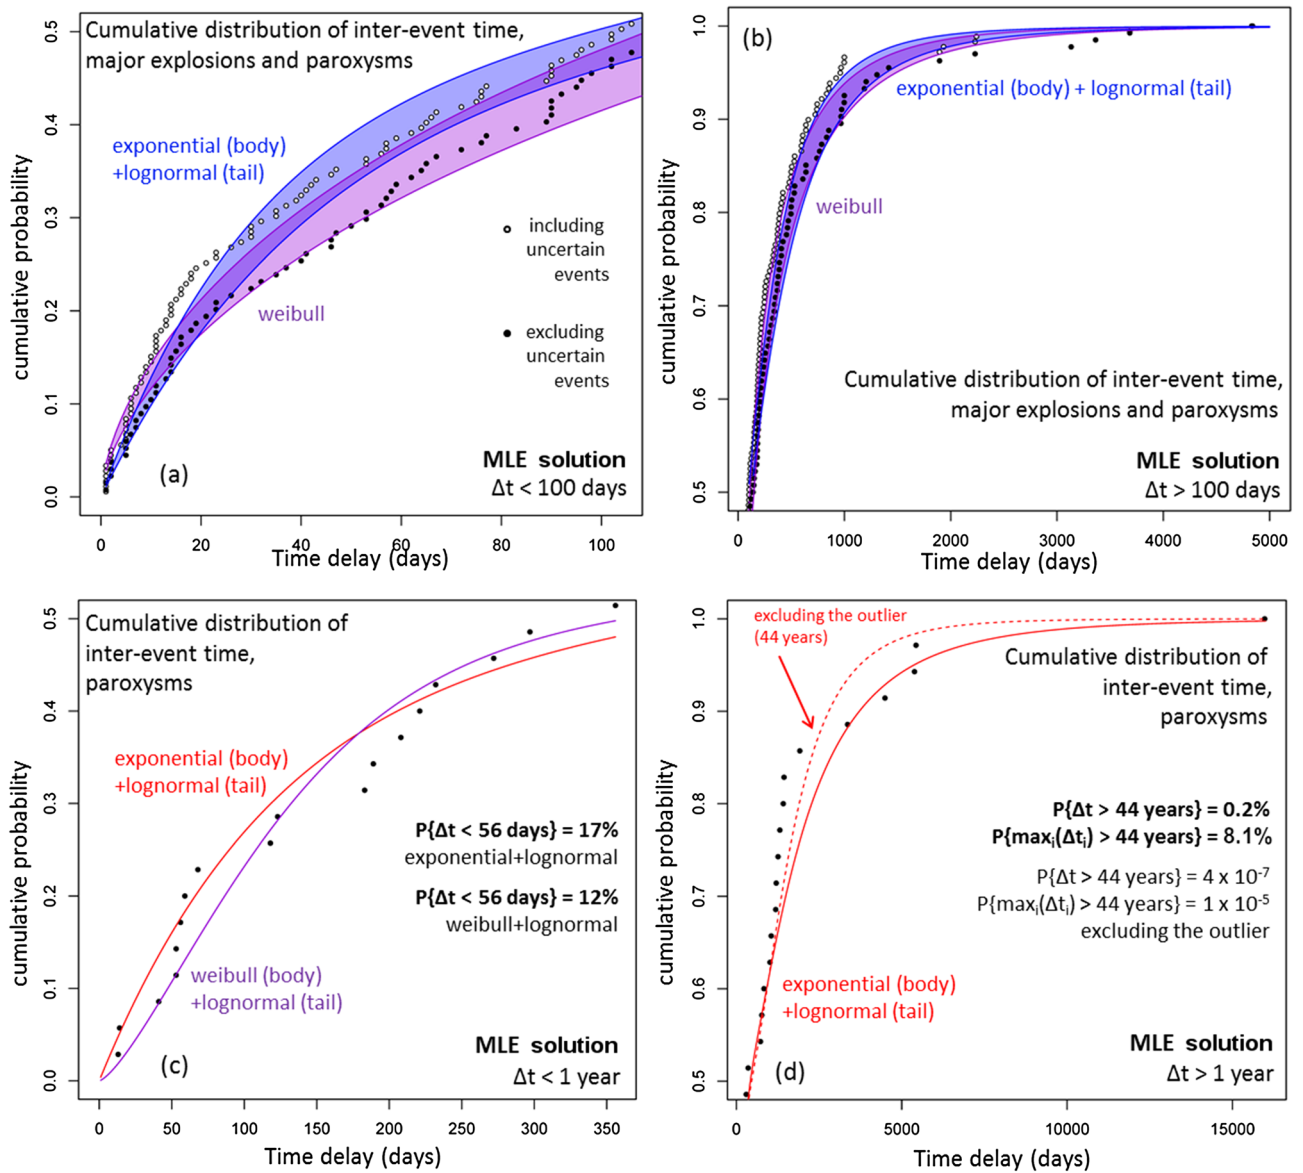 Cumulative distribution of inter-event time,
major explosions and paroxysms
exponential (body)
+lognormal (tail)
including
uncertain
events
excluding
uncertain
events
weibull
MLE solution
Δt < 100 days
(a)
cumulative probability
0.0
0.1
0.2
0.3
0.4
0.5
0
20
40
60
80
100
Time delay (days)
(b)
exponential (body) + lognormal (tail)
weibull
Cumulative distribution of inter-event time,
major explosions and paroxysms
MLE solution
Δt > 100 days
cumulative probability
0.5
0.6
0.7
0.8
0.9
1.0
0
1000
2000
3000
4000
5000
Time delay (days)
Cumulative distribution of
inter-event time,
paroxysms
exponential (body)
+lognormal (tail)
P{Δt < 56 days} = 17%
exponential+lognormal
P{Δt < 56 days} = 12%
weibull+lognormal
weibull (body)
+lognormal (tail)
MLE solution
Δt < 1 year
(c)
cumulative probability
0.0
0.1
0.2
0.3
0.4
0.5
0
50
100
150
200
250
300
350
Time delay (days)
excluding the outlier
(44 years)
Cumulative distribution of
inter-event time,
paroxysms
P{Δt > 44 years} = 0.2%
P{maxᵢ(Δtᵢ) > 44 years} = 8.1%
P{Δt > 44 years} = 4 x 10⁻⁷
P{maxᵢ(Δtᵢ) > 44 years} = 1 x 10⁻⁵
excluding the outlier
exponential (body)
+lognormal (tail)
MLE solution
Δt > 1 year
(d)
cumulative probability
0.5
0.6
0.7
0.8
0.9
1.0
0
5000
10000
15000
Time delay (days)